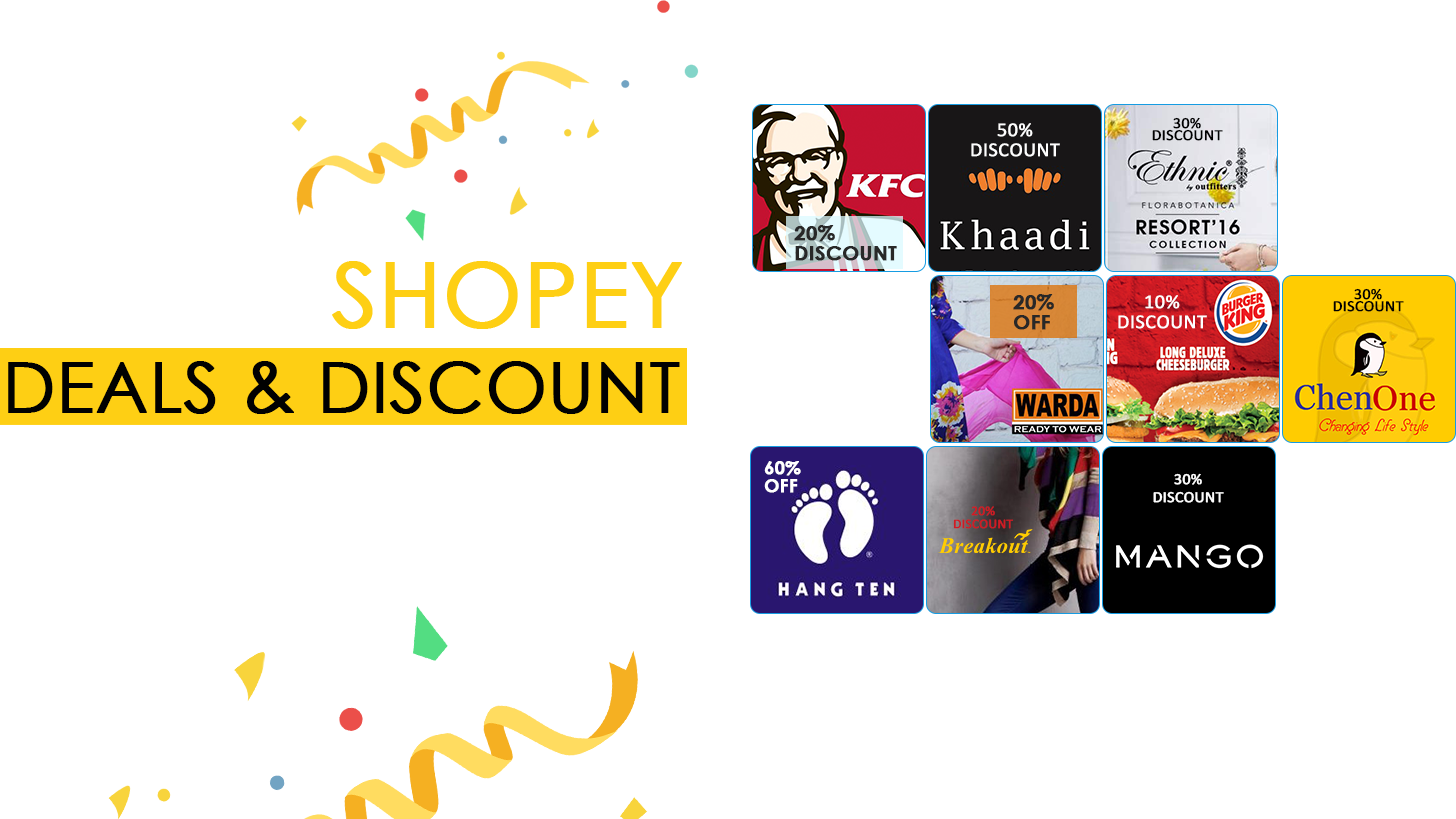 SHOPEY
DEALS & DISCOUNT
KFC
20%
DISCOUNT
50%
DISCOUNT
Khaadi
30%
DISCOUNT
Ethnic®
by outfitters
FLORABOTANICA
RESORT'16
COLLECTION
20%
OFF
WARDA
READY TO WEAR
10%
DISCOUNT
BURGER
KING
N
NG
LONG DELUXE
CHEESEBURGER
30%
DISCOUNT
ChenOne
Changing Life Style
60%
OFF
®
HANG TEN
20%
DISCOUNT
Breakout
30%
DISCOUNT
MANGO